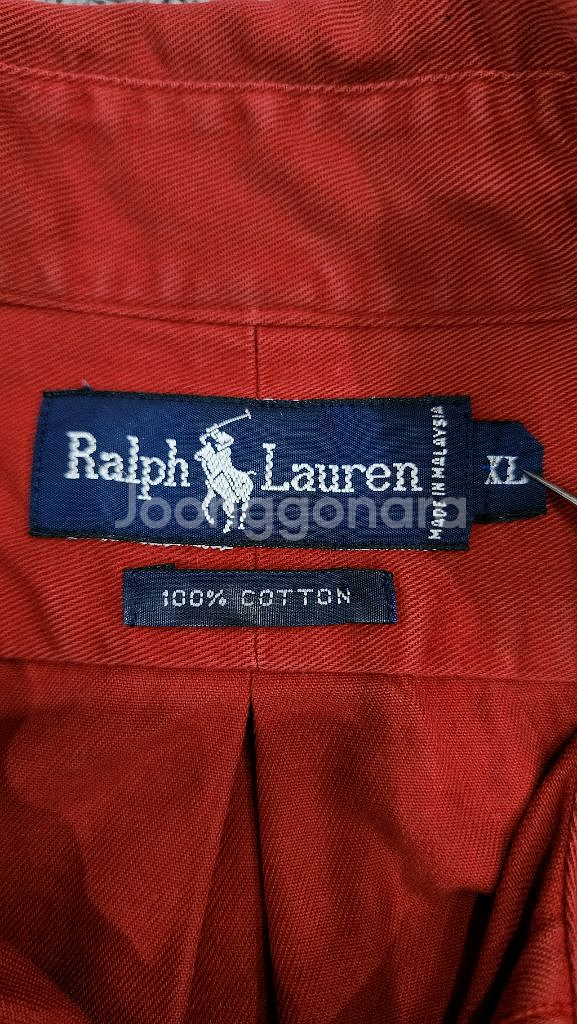 Ralph Lauren
MADE IN MALAYSIA
XL
Joonggonara
100% COTTON